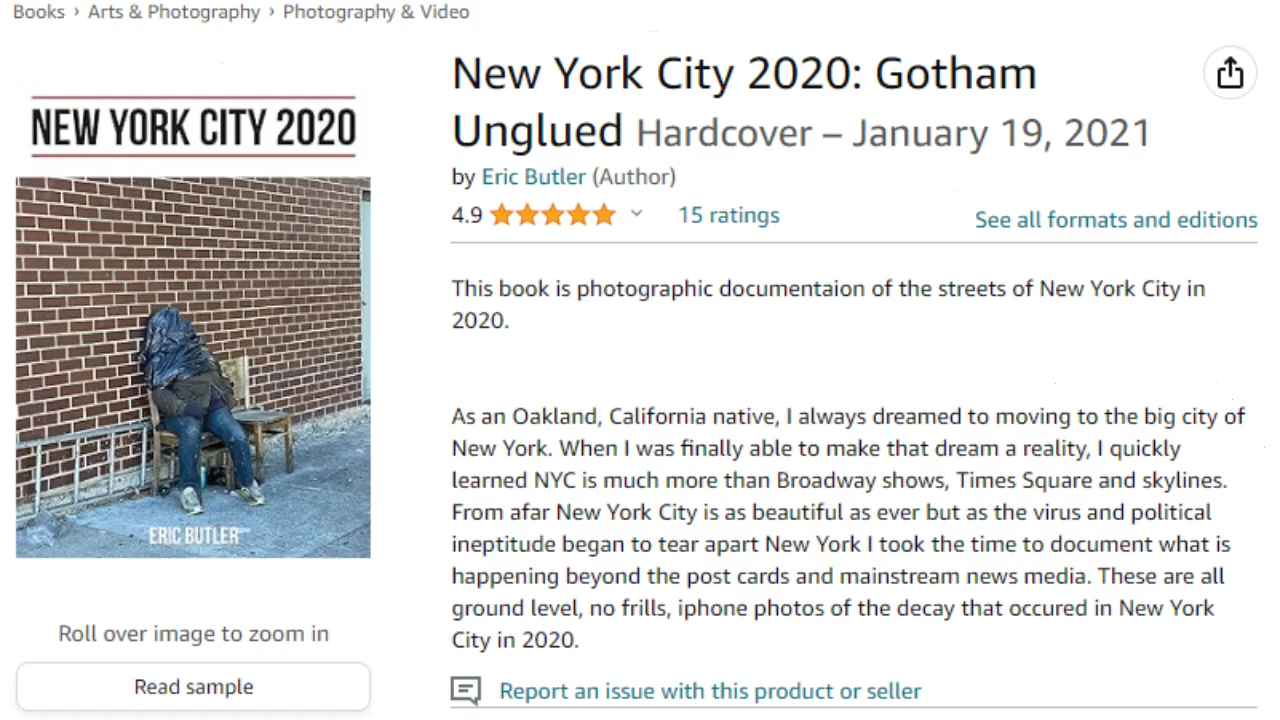 Books › Arts & Photography › Photography & Video
NEW YORK CITY 2020
ERIC BUTLER
Roll over image to zoom in
Read sample
New York City 2020: Gotham
Unglued Hardcover – January 19, 2021
by Eric Butler (Author)
4.9
15 ratings
See all formats and editions
This book is photographic documentaion of the streets of New York City in
2020.
As an Oakland, California native, I always dreamed to moving to the big city of
New York. When I was finally able to make that dream a reality, I quickly
learned NYC is much more than Broadway shows, Times Square and skylines.
From afar New York City is as beautiful as ever but as the virus and political
ineptitude began to tear apart New York I took the time to document what is
happening beyond the post cards and mainstream news media. These are all
ground level, no frills, iphone photos of the decay that occured in New York
City in 2020.
Report an issue with this product or seller